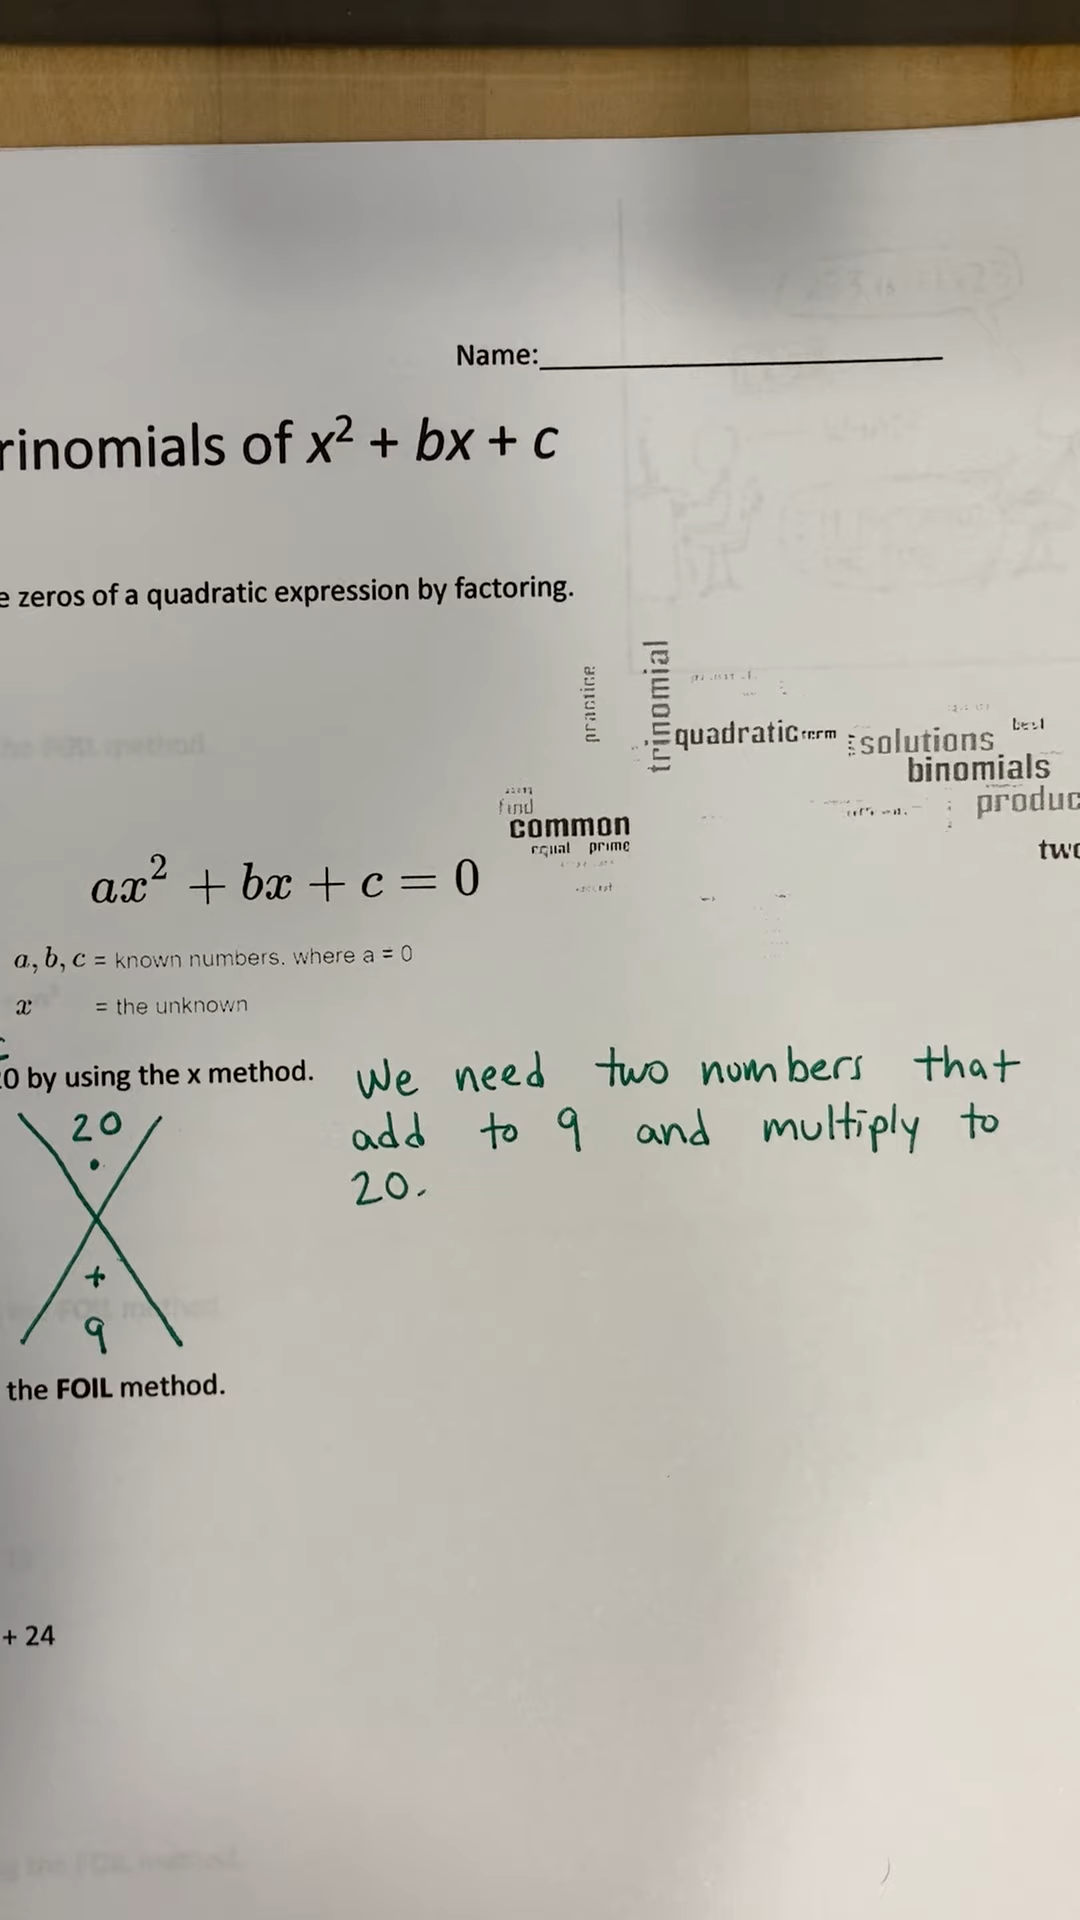 Name:
rinomials of x² + bx + c
e zeros of a quadratic expression by factoring.
practice
trinomial
quadratic term
solutions
best
binomials
produc
find
common
equal prime
two
ax² + bx + c = 0
a, b, c = known numbers. where a = 0
x = the unknown
0 by using the x method.
We need two numbers that
add to 9 and multiply to
20.
20
•
+
9
the FOIL method.
+ 24